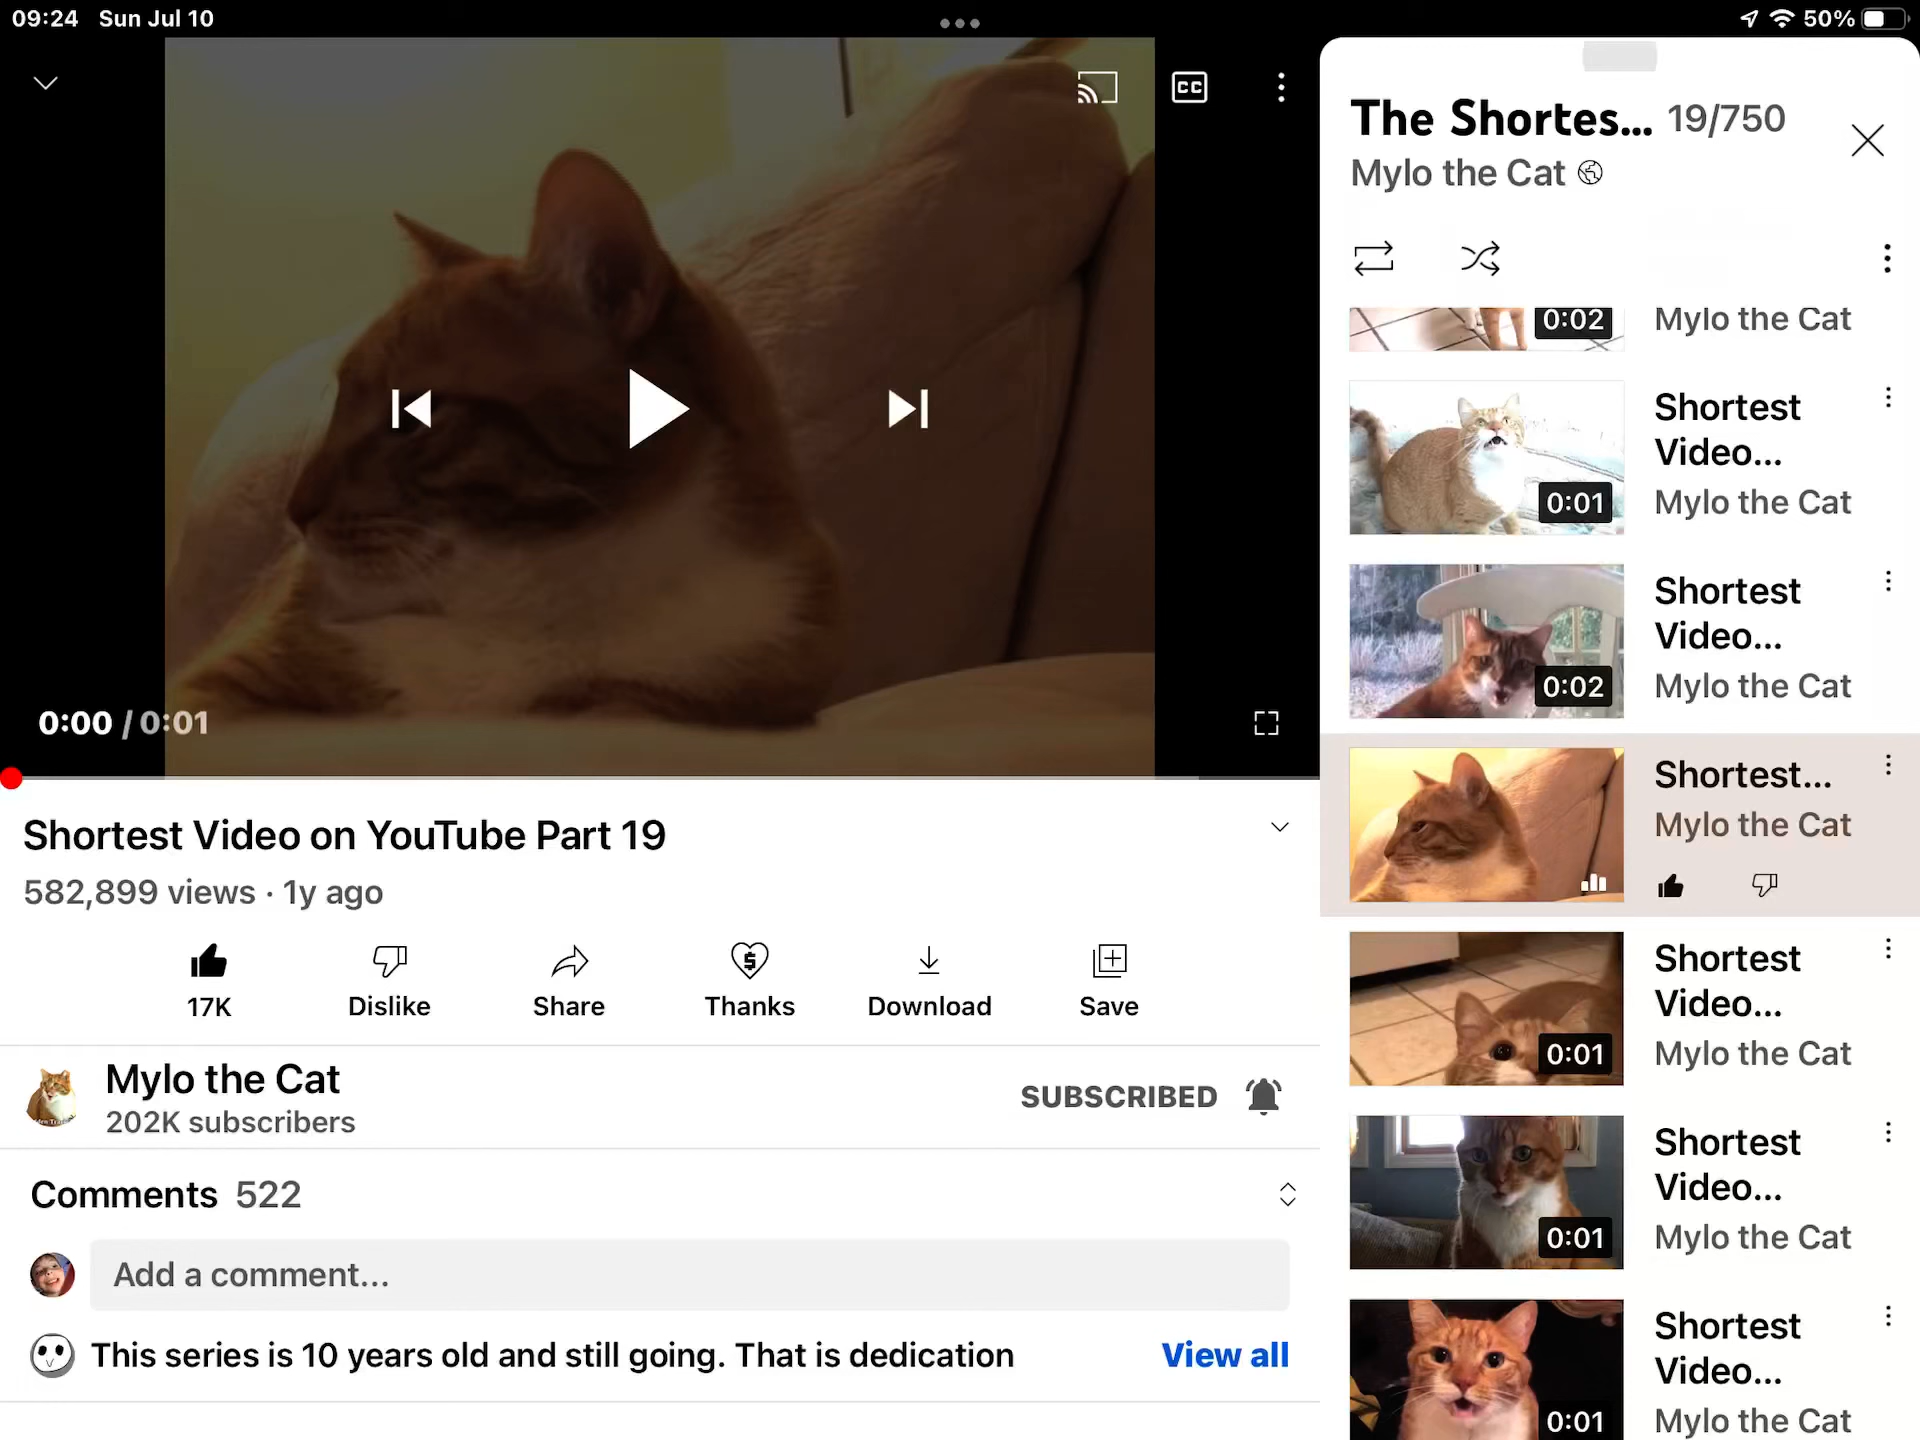 09:24 Sun Jul 10
50%
CC
0:00 / 0:01
Shortest Video on YouTube Part 19
582,899 views · 1y ago
17K
Dislike
Share
Thanks
Download
Save
Mylo the Cat
202K subscribers
SUBSCRIBED
Comments 522
Add a comment...
This series is 10 years old and still going. That is dedication
View all
The Shortes... 19/750
Mylo the Cat
0:02
Mylo the Cat
Shortest
Video...
Mylo the Cat
0:01
Shortest
Video...
Mylo the Cat
0:02
Shortest...
Mylo the Cat
Shortest
Video...
Mylo the Cat
0:01
Shortest
Video...
Mylo the Cat
0:01
Shortest
Video...
Mylo the Cat
0:01